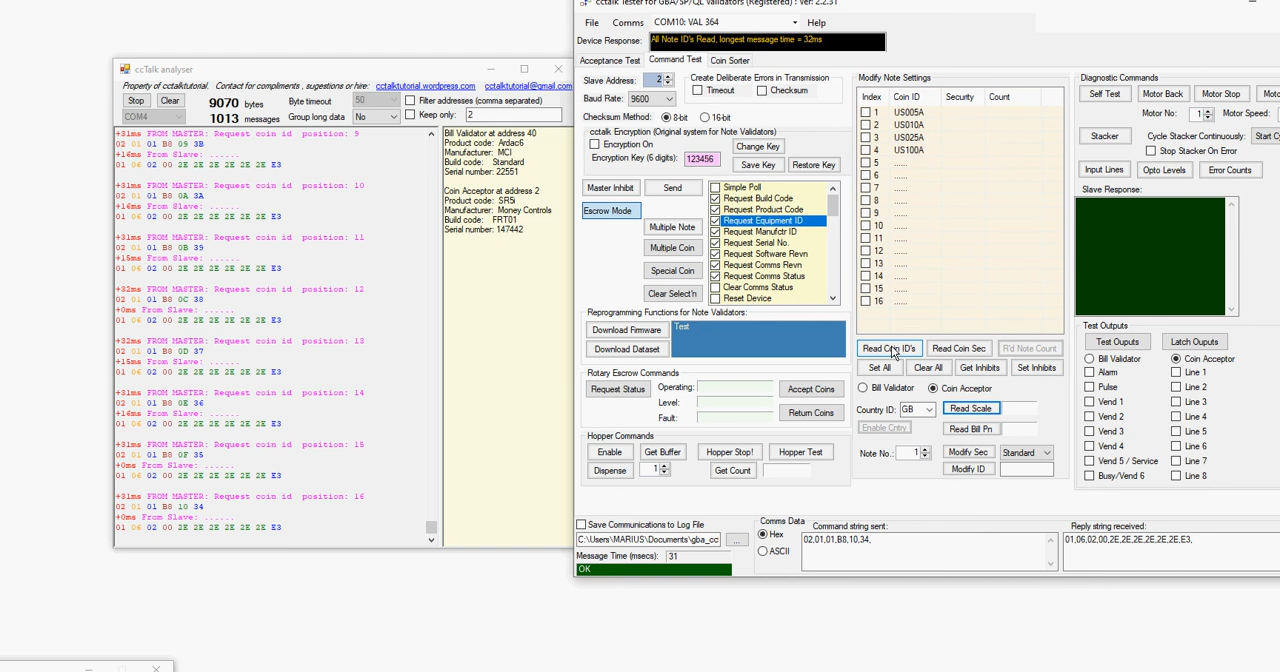 cctalk Tester for GBA/SP/QL Validators (Registered) : Ver: 2.2.31
File Comms COM10: VAL 364 Help
Device Response: All Note ID's Read, longest message time = 32ms
Acceptance Test Command Test Coin Sorter
Slave Address: 2
Baud Rate: 9600
Checksum Method: 8-bit 16-bit
Create Deliberate Errors in Transmission
Timeout Checksum
cctalk Encryption (Original system for Note Validators)
Encryption On
Encryption Key (6 digits): 123456
Change Key
Save Key Restore Key
Master Inhibit Send
Escrow Mode
Multiple Note
Multiple Coin
Special Coin
Clear Select'n
Simple Poll
Request Build Code
Request Product Code
Request Equipment ID
Request Manufctr ID
Request Serial No.
Request Software Revn
Request Comms Revn
Request Comms Status
Clear Comms Status
Reset Device
Reprogramming Functions for Note Validators:
Download Firmware
Download Dataset
Test
Rotary Escrow Commands
Request Status Operating: Accept Coins
Level:
Fault: Return Coins
Hopper Commands
Enable Get Buffer Hopper Stop! Hopper Test
Dispense 1 Get Count
Modify Note Settings
Index Coin ID Security Count
1 US005A
2 US010A
3 US025A
4 US100A
5 ......
6 ......
7 ......
8 ......
9 ......
10 ......
11 ......
12 ......
13 ......
14 ......
15 ......
16 ......
Read Coin ID's Read Coin Sec R'd Note Count
Set All Clear All Get Inhibits Set Inhibits
Bill Validator Coin Acceptor
Country ID: GB Read Scale
Enable Cntry Read Bill Pn
Note No.: 1 Modify Sec Standard
Modify ID
Diagnostic Commands
Self Test Motor Back Motor Stop Moto
Motor No: 1 Motor Speed:
Stacker Cycle Stacker Continuously: Start Cy
Stop Stacker On Error
Input Lines Opto Levels Error Counts
Slave Response:
Test Outputs
Test Ouputs Latch Ouputs
Bill Validator Coin Acceptor
Alarm Line 1
Pulse Line 2
Vend 1 Line 3
Vend 2 Line 4
Vend 3 Line 5
Vend 4 Line 6
Vend 5 / Service Line 7
Busy/Vend 6 Line 8
Save Communications to Log File
C:\Users\MARIUS\Documents\gba_cc ...
Message Time (msecs): 31
OK
Comms Data
Hex
ASCII
Command string sent:
02,01,01,B8,10,34,
Reply string received:
01,06,02,00,2E,2E,2E,2E,2E,2E,E3,
ccTalk analyser
Property of cctalktutorial. Contact for compliments , sugestions or hire: cctalktutorial.wordpress.com cctalktutorial@gmail.com
Stop Clear 9070 bytes Byte timeout 50 Filter addresses (comma separated)
COM4 1013 messages Group long data No Keep only: 2
+31ms FROM MASTER: Request coin id position: 9
02 01 01 B8 09 3B
+16ms From Slave: ......
01 06 02 00 2E 2E 2E 2E 2E 2E E3
+31ms FROM MASTER: Request coin id position: 10
02 01 01 B8 0A 3A
+16ms From Slave: ......
01 06 02 00 2E 2E 2E 2E 2E 2E E3
+31ms FROM MASTER: Request coin id position: 11
02 01 01 B8 0B 39
+15ms From Slave: ......
01 06 02 00 2E 2E 2E 2E 2E 2E E3
+32ms FROM MASTER: Request coin id position: 12
02 01 01 B8 0C 38
+0ms From Slave: ......
01 06 02 00 2E 2E 2E 2E 2E 2E E3
+32ms FROM MASTER: Request coin id position: 13
02 01 01 B8 0D 37
+15ms From Slave: ......
01 06 02 00 2E 2E 2E 2E 2E 2E E3
+31ms FROM MASTER: Request coin id position: 14
02 01 01 B8 0E 36
+16ms From Slave: ......
01 06 02 00 2E 2E 2E 2E 2E 2E E3
+31ms FROM MASTER: Request coin id position: 15
02 01 01 B8 0F 35
+0ms From Slave: ......
01 06 02 00 2E 2E 2E 2E 2E 2E E3
+31ms FROM MASTER: Request coin id position: 16
02 01 01 B8 10 34
+0ms From Slave: ......
01 06 02 00 2E 2E 2E 2E 2E 2E E3
Bill Validator at address 40
Product code: Ardac6
Manufacturer: MCI
Build code: Standard
Serial number: 22551
Coin Acceptor at address 2
Product code: SR5i
Manufacturer: Money Controls
Build code: FRT01
Serial number: 147442